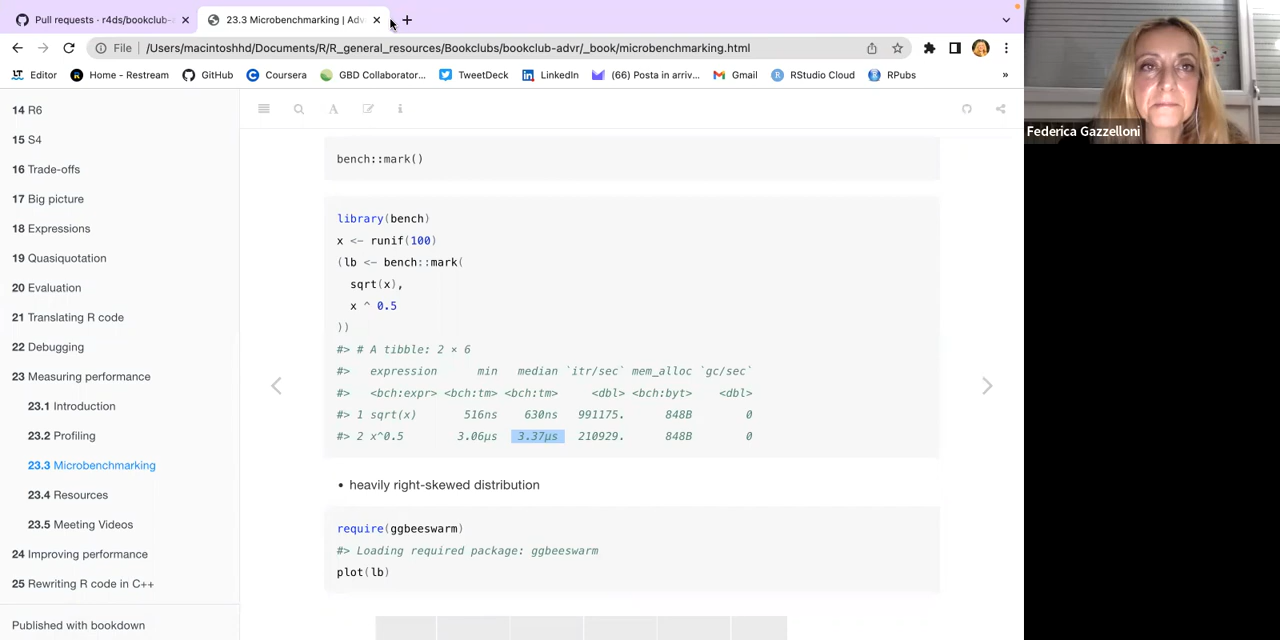 Pull requests · r4ds/bookclub-a
23.3 Microbenchmarking | Adv
File
/Users/macintoshhd/Documents/R/R_general_resources/Bookclubs/bookclub-advr/_book/microbenchmarking.html
Editor
Home - Restream
GitHub
Coursera
GBD Collaborator...
TweetDeck
LinkedIn
(66) Posta in arriv...
Gmail
RStudio Cloud
RPubs
»
14 R6
15 S4
16 Trade-offs
17 Big picture
18 Expressions
19 Quasiquotation
20 Evaluation
21 Translating R code
22 Debugging
23 Measuring performance
23.1 Introduction
23.2 Profiling
23.3 Microbenchmarking
23.4 Resources
23.5 Meeting Videos
24 Improving performance
25 Rewriting R code in C++
Published with bookdown
bench::mark()
library(bench)
x <- runif(100)
(lb <- bench::mark(
sqrt(x),
x ^ 0.5
))
#> # A tibble: 2 × 6
#>   expression      min   median `itr/sec` mem_alloc `gc/sec`
#>   <bch:expr> <bch:tm> <bch:tm>     <dbl> <bch:byt>    <dbl>
#> 1 sqrt(x)       516ns    630ns   991175.      848B        0
#> 2 x^0.5        3.06µs   3.37µs   210929.      848B        0
• heavily right-skewed distribution
require(ggbeeswarm)
#> Loading required package: ggbeeswarm
plot(lb)
Federica Gazzelloni